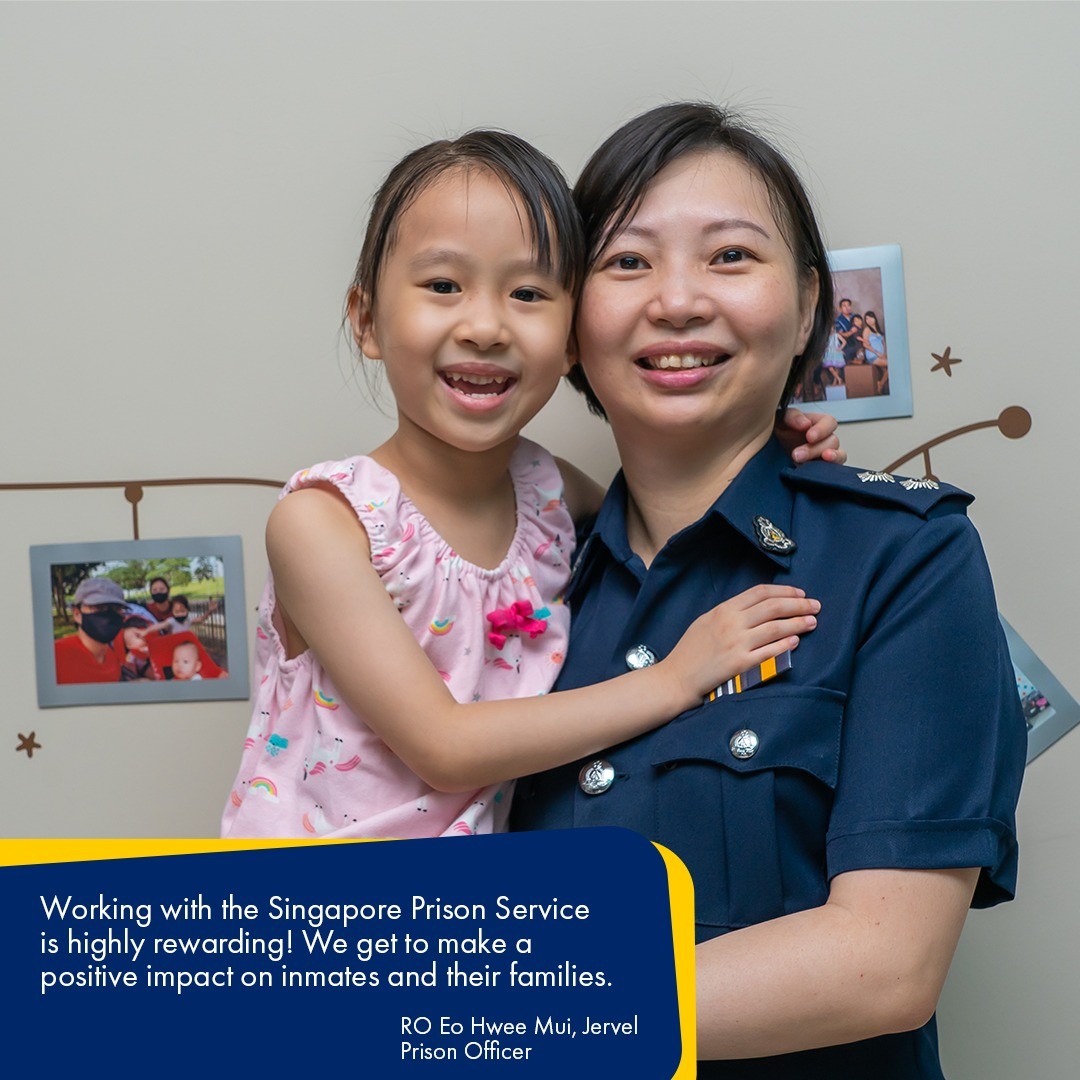 Working with the Singapore Prison Service
is highly rewarding! We get to make a
positive impact on inmates and their families.
RO Eo Hwee Mui, Jervel
Prison Officer